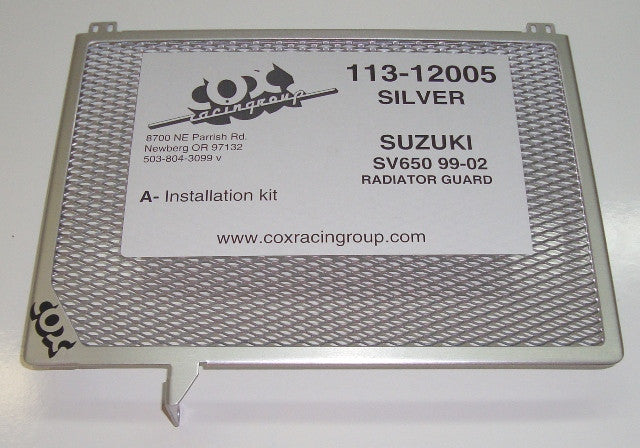 COX
racingroup
8700 NE Parrish Rd.
Newberg OR 97132
503-804-3099 v
A- Installation kit
113-12005
SILVER
SUZUKI
SV650 99-02
RADIATOR GUARD
www.coxracingroup.com
COX